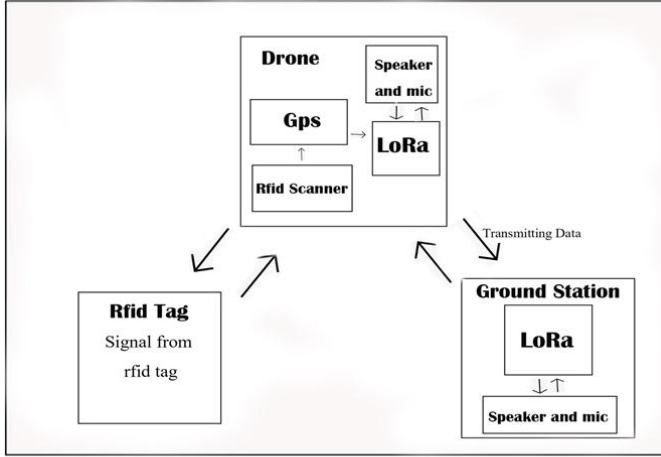 Drone
Speaker
and mic
Gps
LoRa
Rfid Scanner
Transmitting Data
Rfid Tag
Signal from
rfid tag
Ground Station
LoRa
Speaker and mic